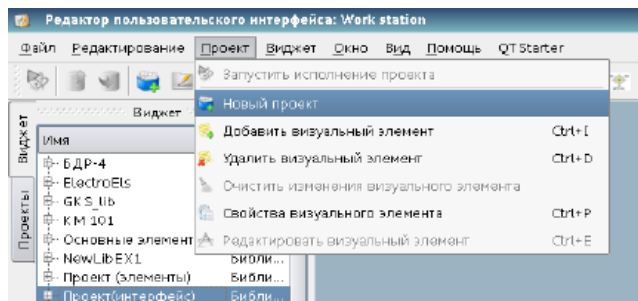 Редактор пользовательского интерфейса: Work station
Файл Редактирование Проект Виджет Окно Вид Помощь QTStarter
Запустить исполнение проекта
Новый проект
Добавить визуальный элемент Ctrl+I
Удалить визуальный элемент Ctrl+D
Очистить изменения визуального элемента
Свойства визуального элемента Ctrl+P
Редактировать визуальный элемент Ctrl+E
Виджет
Проекты
Виджет
Имя
БДР-4
ElectroEls
GKS_lib
КМ 101
Основные элемент
NewLibEX1 Библи...
Проект (элементы) Библи...
Проект(интерфейс) Библи...